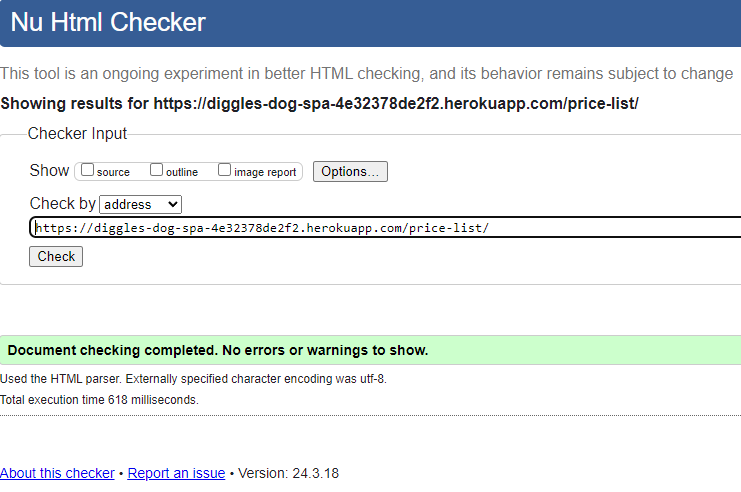 Nu Html Checker
This tool is an ongoing experiment in better HTML checking, and its behavior remains subject to change
Showing results for https://diggles-dog-spa-4e32378de2f2.herokuapp.com/price-list/
Checker Input
Show source outline image report Options...
Check by address
https://diggles-dog-spa-4e32378de2f2.herokuapp.com/price-list/
Check
Document checking completed. No errors or warnings to show.
Used the HTML parser. Externally specified character encoding was utf-8.
Total execution time 618 milliseconds.
About this checker • Report an issue • Version: 24.3.18